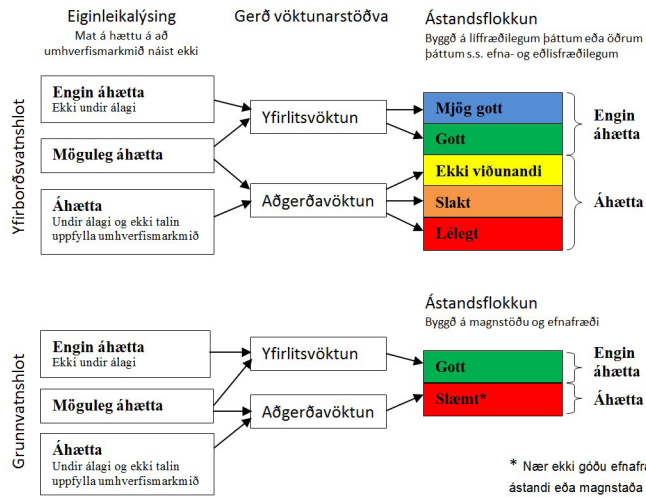 Eiginleikalýsing
Mat á hættu á að
umhverfismarkmið náist ekki
Gerð vöktunarstöðva
Ástandsflokkun
Byggð á líffræðilegum þáttum eða öðrum
þáttum s.s. efna- og eðlisfræðilegum
Yfirborðsvatnshlot
Engin áhætta
Ekki undir álagi
Möguleg áhætta
Áhætta
Undir álagi og ekki talin
uppfylla umhverfismarkmið
Yfirlitsvöktun
Aðgerðavöktun
Mjög gott
Gott
Ekki viðunandi
Slakt
Lélegt
Engin
áhætta
Áhætta
Ástandsflokkun
Byggð á magnstöðu og efnafræði
Grunnvatnshlot
Engin áhætta
Ekki undir álagi
Möguleg áhætta
Áhætta
Undir álagi og ekki talin
uppfylla umhverfismarkmið
Yfirlitsvöktun
Aðgerðavöktun
Gott
Slæmt*
Engin
áhætta
Áhætta
* Nær ekki góðu efnafra
ástandi eða magnstaða